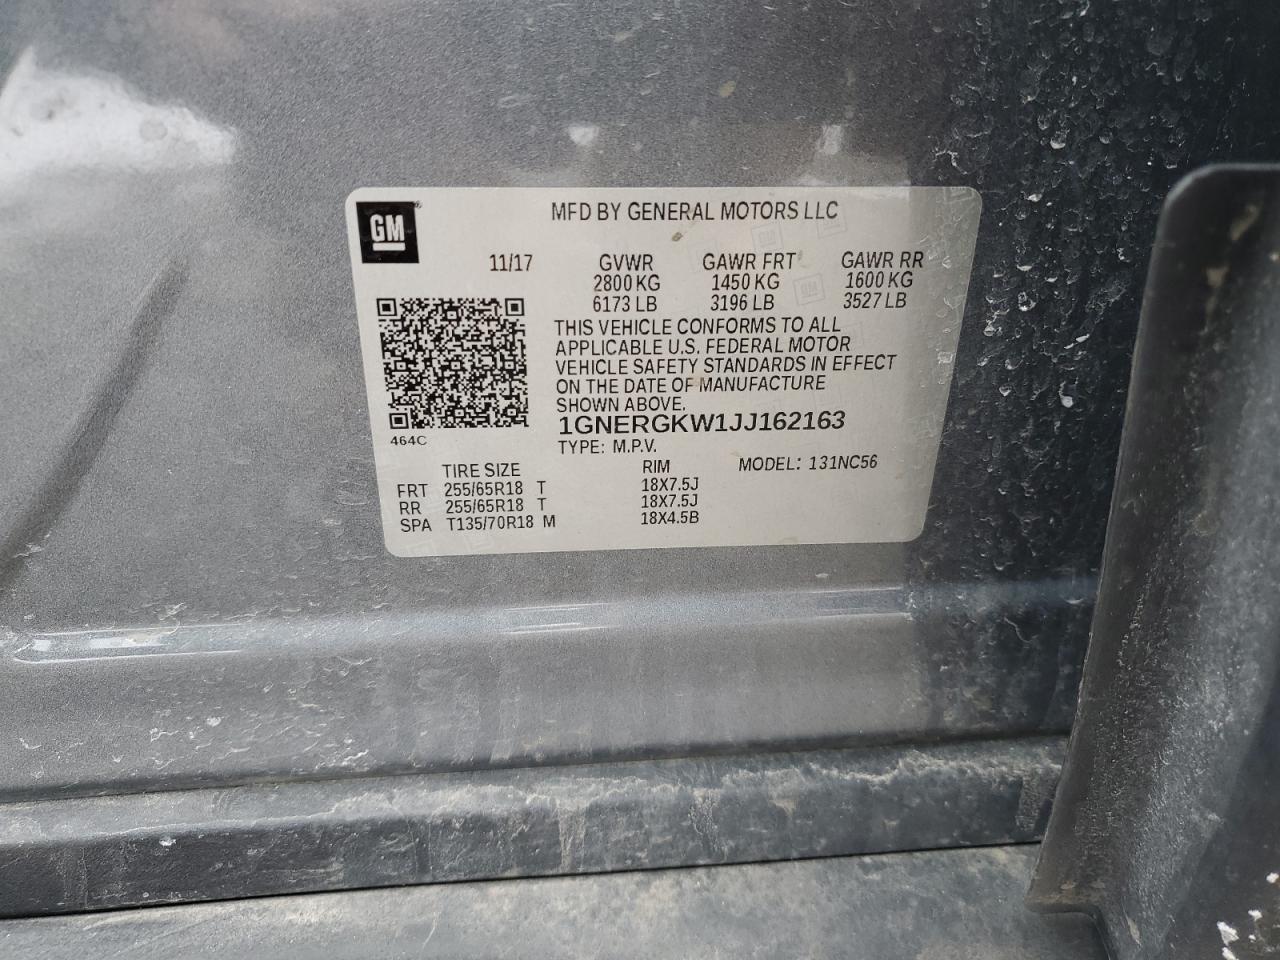 GM
MFD BY GENERAL MOTORS LLC
11/17 GVWR GAWR FRT GAWR RR
2800 KG 1450 KG 1600 KG
6173 LB 3196 LB 3527 LB
THIS VEHICLE CONFORMS TO ALL
APPLICABLE U.S. FEDERAL MOTOR
VEHICLE SAFETY STANDARDS IN EFFECT
ON THE DATE OF MANUFACTURE
SHOWN ABOVE.
1GNERGKW1JJ162163
464C
TYPE: M.P.V.
TIRE SIZE RIM MODEL: 131NC56
FRT 255/65R18 T 18X7.5J
RR 255/65R18 T 18X7.5J
SPA T135/70R18 M 18X4.5B